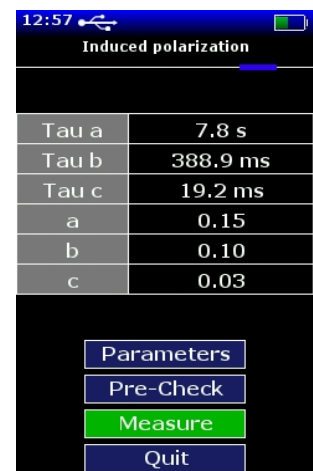 12:57
Induced polarization
Tau a 7.8 s
Tau b 388.9 ms
Tau c 19.2 ms
a 0.15
b 0.10
c 0.03
Parameters
Pre-Check
Measure
Quit